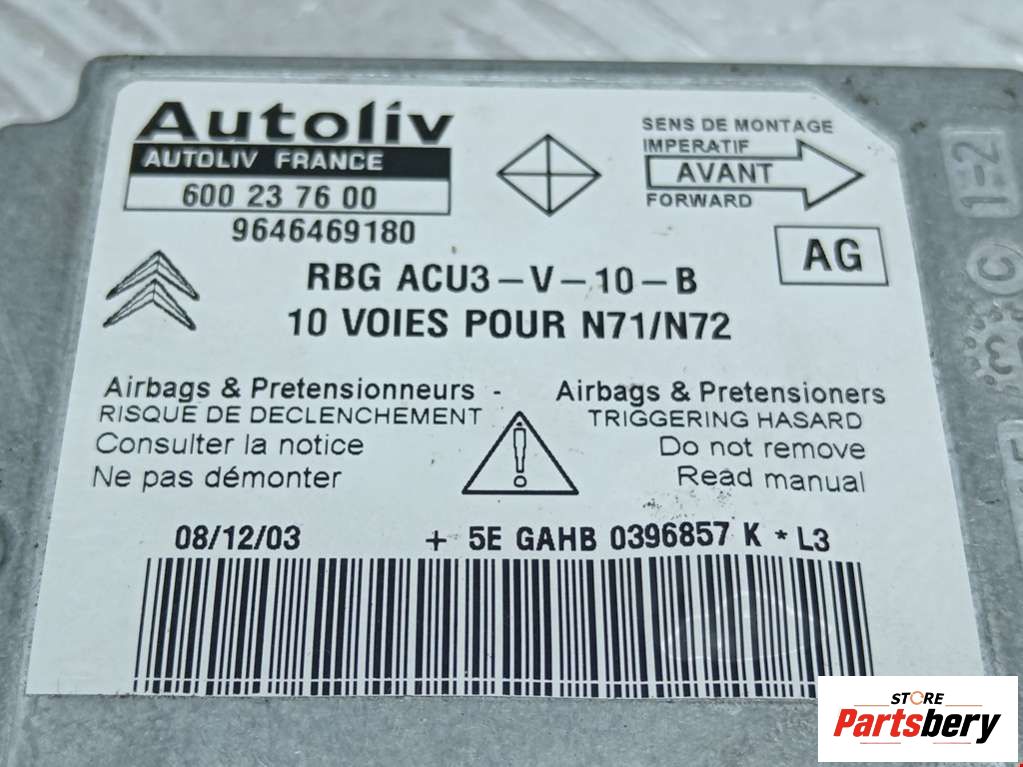 Autoliv
AUTOLIV FRANCE
600 23 76 00
9646469180
SENS DE MONTAGE
IMPERATIF
AVANT
FORWARD
AG
RBG ACU3-V-10-B
10 VOIES POUR N71/N72
Airbags & Pretensionneurs -
RISQUE DE DECLENCHEMENT
Consulter la notice
Ne pas démonter
Airbags & Pretensioners
TRIGGERING HASARD
Do not remove
Read manual
08/12/03 + 5E GAHB 0396857 K * L3
1-2
C
STORE
Partsbery